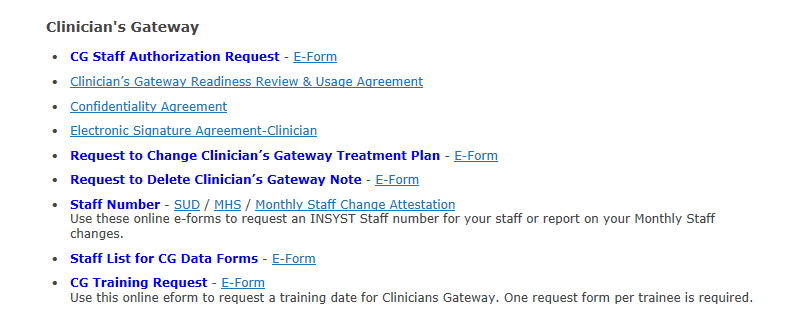 Clinician's Gateway
• CG Staff Authorization Request - E-Form
• Clinician’s Gateway Readiness Review & Usage Agreement
• Confidentiality Agreement
• Electronic Signature Agreement-Clinician
• Request to Change Clinician’s Gateway Treatment Plan - E-Form
• Request to Delete Clinician’s Gateway Note - E-Form
• Staff Number - SUD / MHS / Monthly Staff Change Attestation
Use these online e-forms to request an INSYST Staff number for your staff or report on your Monthly Staff
changes.
• Staff List for CG Data Forms - E-Form
• CG Training Request - E-Form
Use this online eform to request a training date for Clinicians Gateway. One request form per trainee is required.